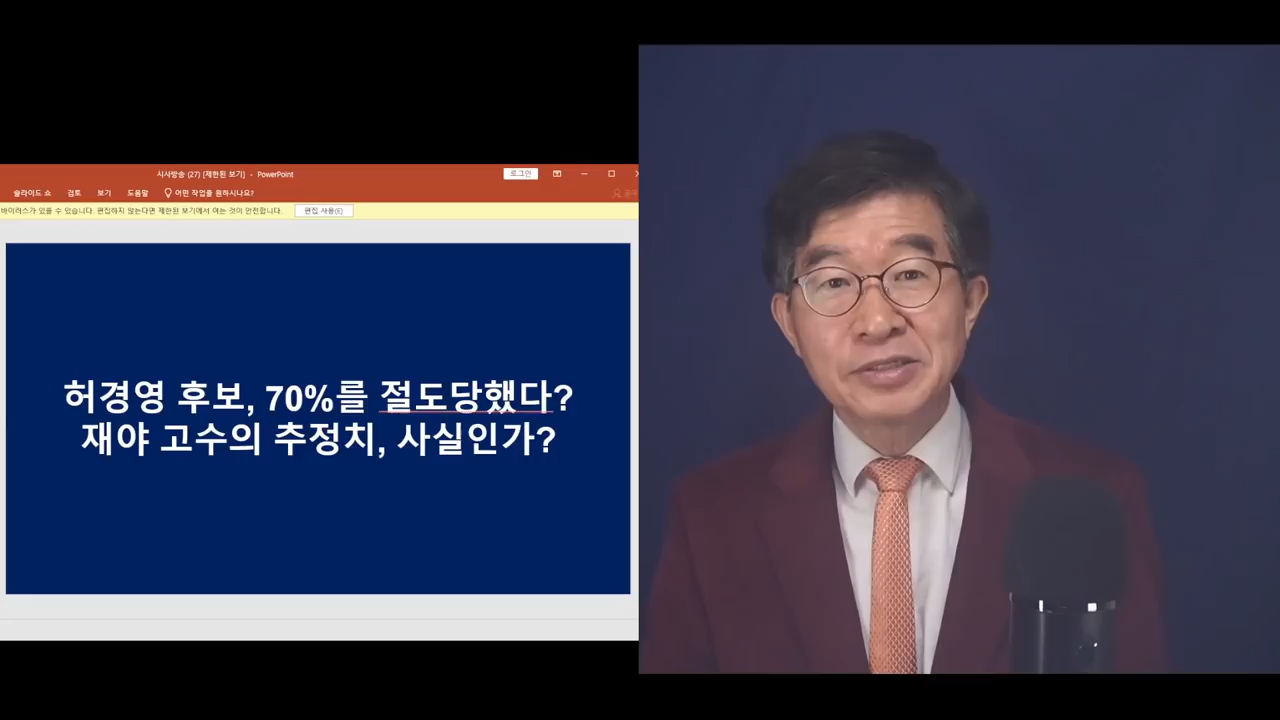 시사방송 (27) [제한된 보기] - PowerPoint
로그인
슬라이드 쇼 검토 보기 도움말 어떤 작업을 원하시나요?
바이러스가 있을 수 있습니다. 편집하지 않는다면 제한된 보기에서 여는 것이 안전합니다. 편집 사용(E)
허경영 후보, 70%를 절도당했다?
재야 고수의 추정치, 사실인가?